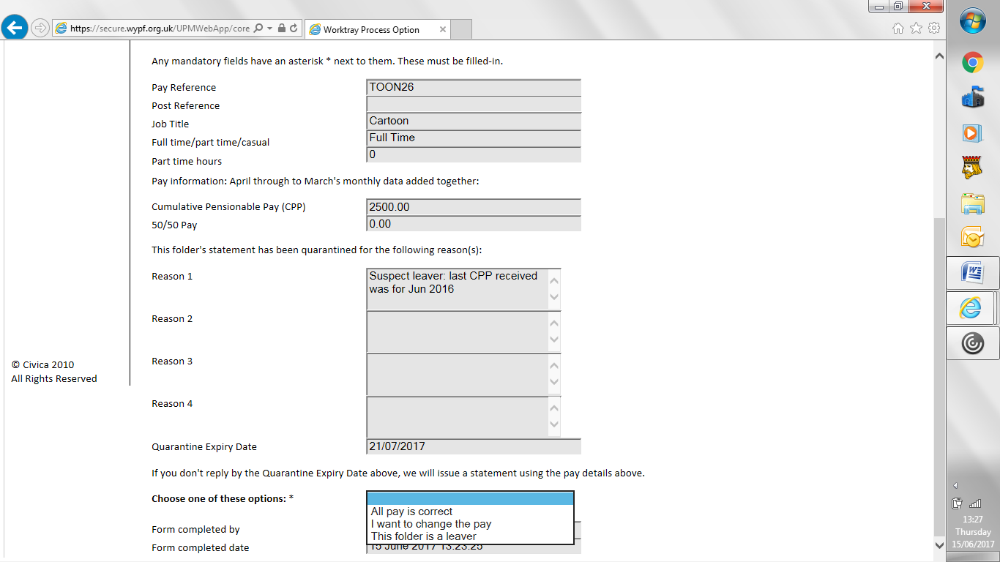 https://secure.wypf.org.uk/UPMWebApp/core
Worktray Process Option
Any mandatory fields have an asterisk * next to them. These must be filled-in.
Pay Reference TOON26
Post Reference
Job Title Cartoon
Full time/part time/casual Full Time
Part time hours 0
Pay information: April through to March's monthly data added together:
Cumulative Pensionable Pay (CPP) 2500.00
50/50 Pay 0.00
This folder's statement has been quarantined for the following reason(s):
Reason 1 Suspect leaver: last CPP received
was for Jun 2016
Reason 2
Reason 3
© Civica 2010
All Rights Reserved
Reason 4
Quarantine Expiry Date 21/07/2017
If you don't reply by the Quarantine Expiry Date above, we will issue a statement using the pay details above.
Choose one of these options: *
All pay is correct
I want to change the pay
This folder is a leaver
Form completed by
Form completed date 15 June 2017 13:23:25
13:27
Thursday
15/06/2017